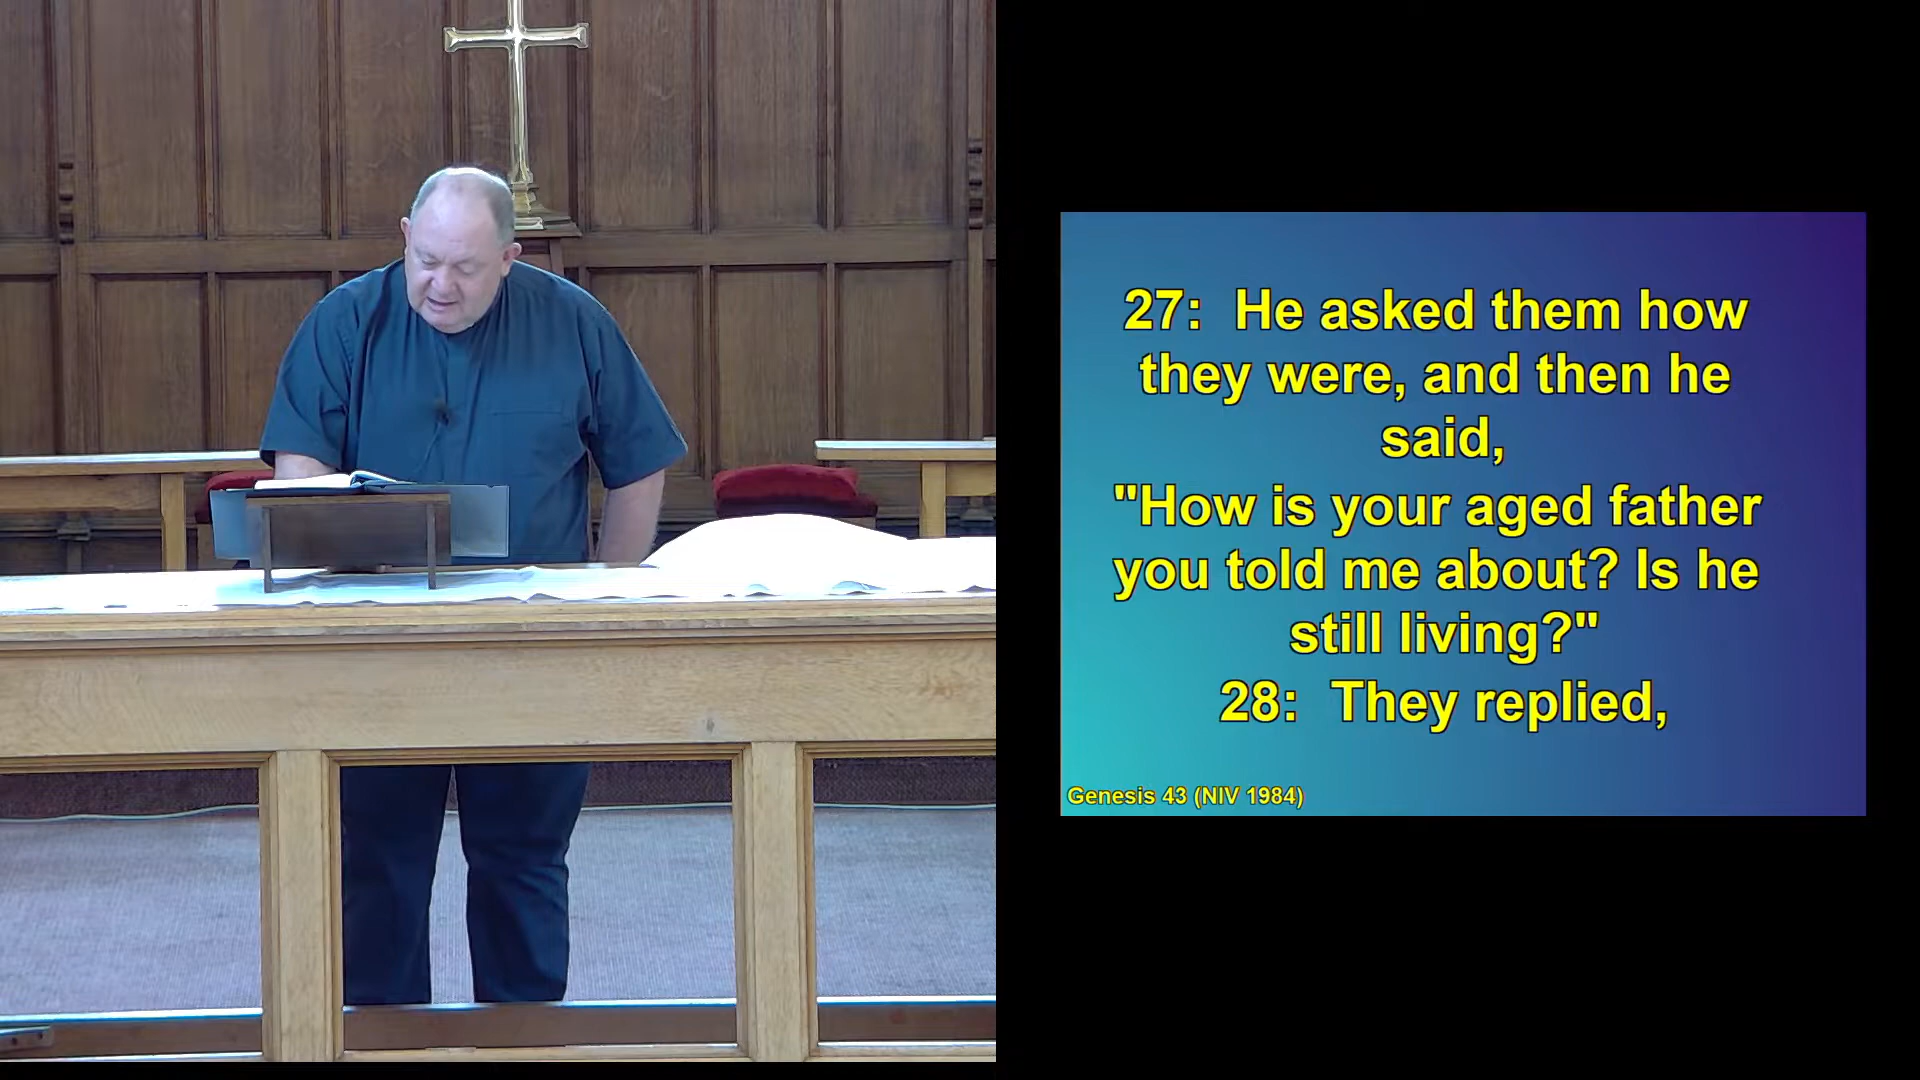 27:  He asked them how
they were, and then he
said,
"How is your aged father
you told me about? Is he
still living?"
28:  They replied,
Genesis 43 (NIV 1984)